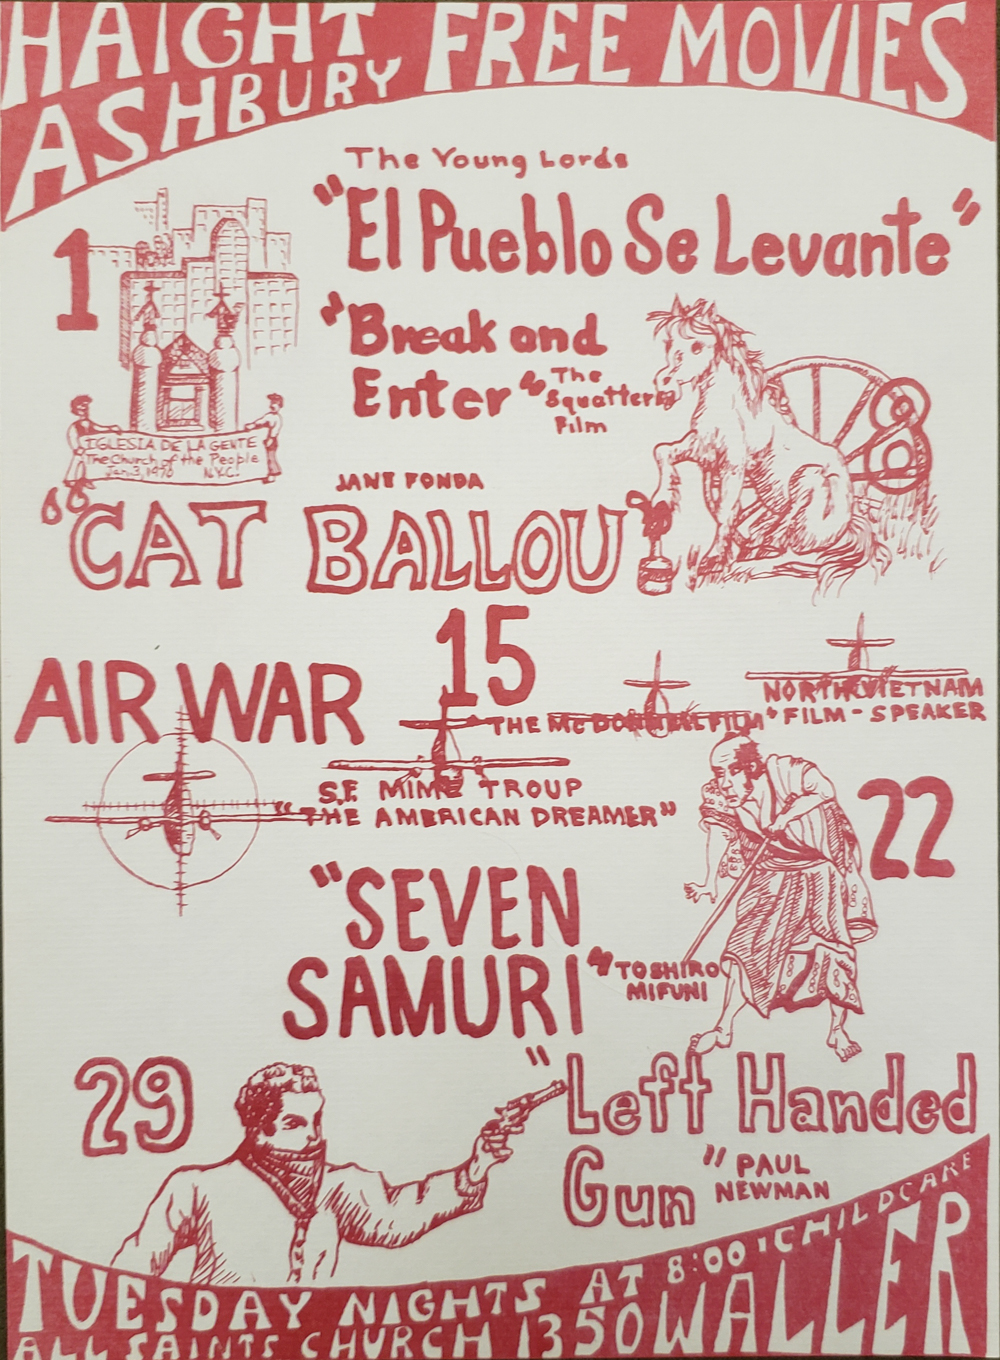 HAIGHT
ASHBURY
FREE MOVIES
The Young Lords
1
"El Pueblo Se Levante"
"Break and
Enter"
The
Squatters
Film
IGLESIA DE LA GENTE
The Church of the People
Jan. 3, 1970 N.Y.C.
8
JANE FONDA
"CAT BALLOU"
15
AIR WAR
NORTH VIETNAM
FILM - SPEAKER
"THE MCDONNELL FILM"
S.F. MIME TROUP
"THE AMERICAN DREAMER"
22
"SEVEN
SAMURI"
TOSHIRO
MIFUNI
29
"Left Handed
Gun"
PAUL
NEWMAN
TUESDAY NIGHTS AT 8:00 · CHILDCARE
ALL SAINTS CHURCH 1350 WALLER